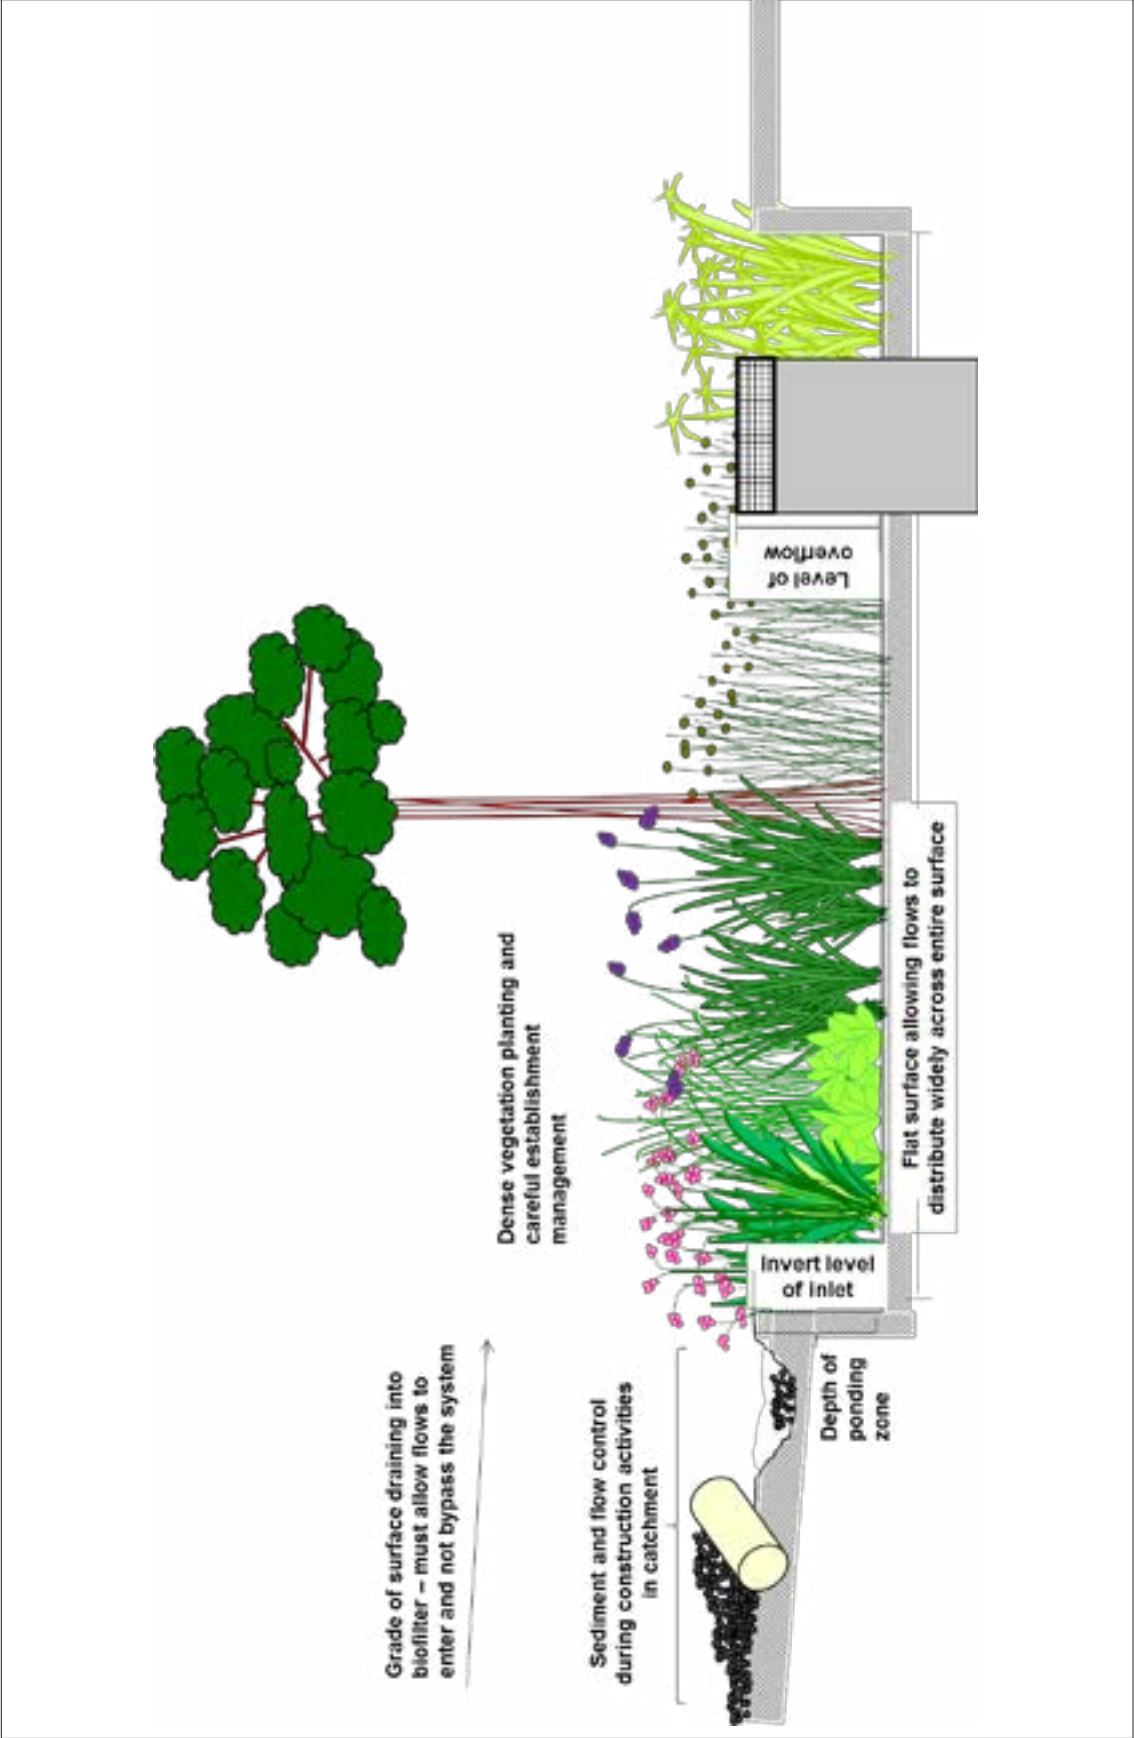 Grade of surface draining into
biofilter – must allow flows to
enter and not bypass the system
Dense vegetation planting and
careful establishment
management
Sediment and flow control
during construction activities
in catchment
Depth of
ponding
zone
Invert level
of inlet
Level of
overflow
Flat surface allowing flows to
distribute widely across entire surface